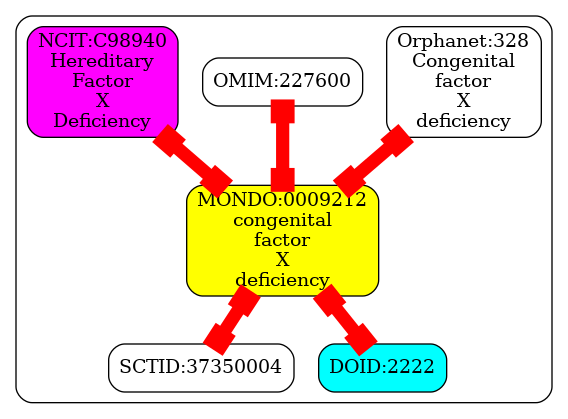 NCIT:C98940
Hereditary
Factor
X
Deficiency
OMIM:227600
Orphanet:328
Congenital
factor
X
deficiency
MONDO:0009212
congenital
factor
X
deficiency
SCTID:37350004
DOID:2222